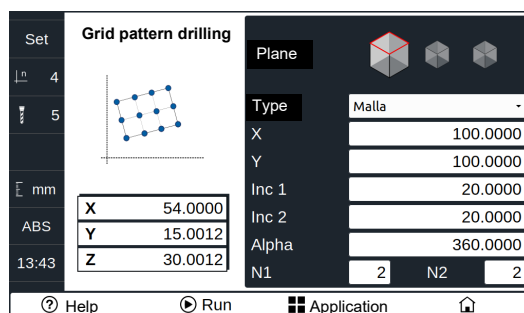 Set
Grid pattern drilling
n 4
5
mm
ABS
13:43
X 54.0000
Y 15.0012
Z 30.0012
Plane
Type Malla
X 100.0000
Y 100.0000
Inc 1 20.0000
Inc 2 20.0000
Alpha 360.0000
N1 2 N2 2
? Help Run Application